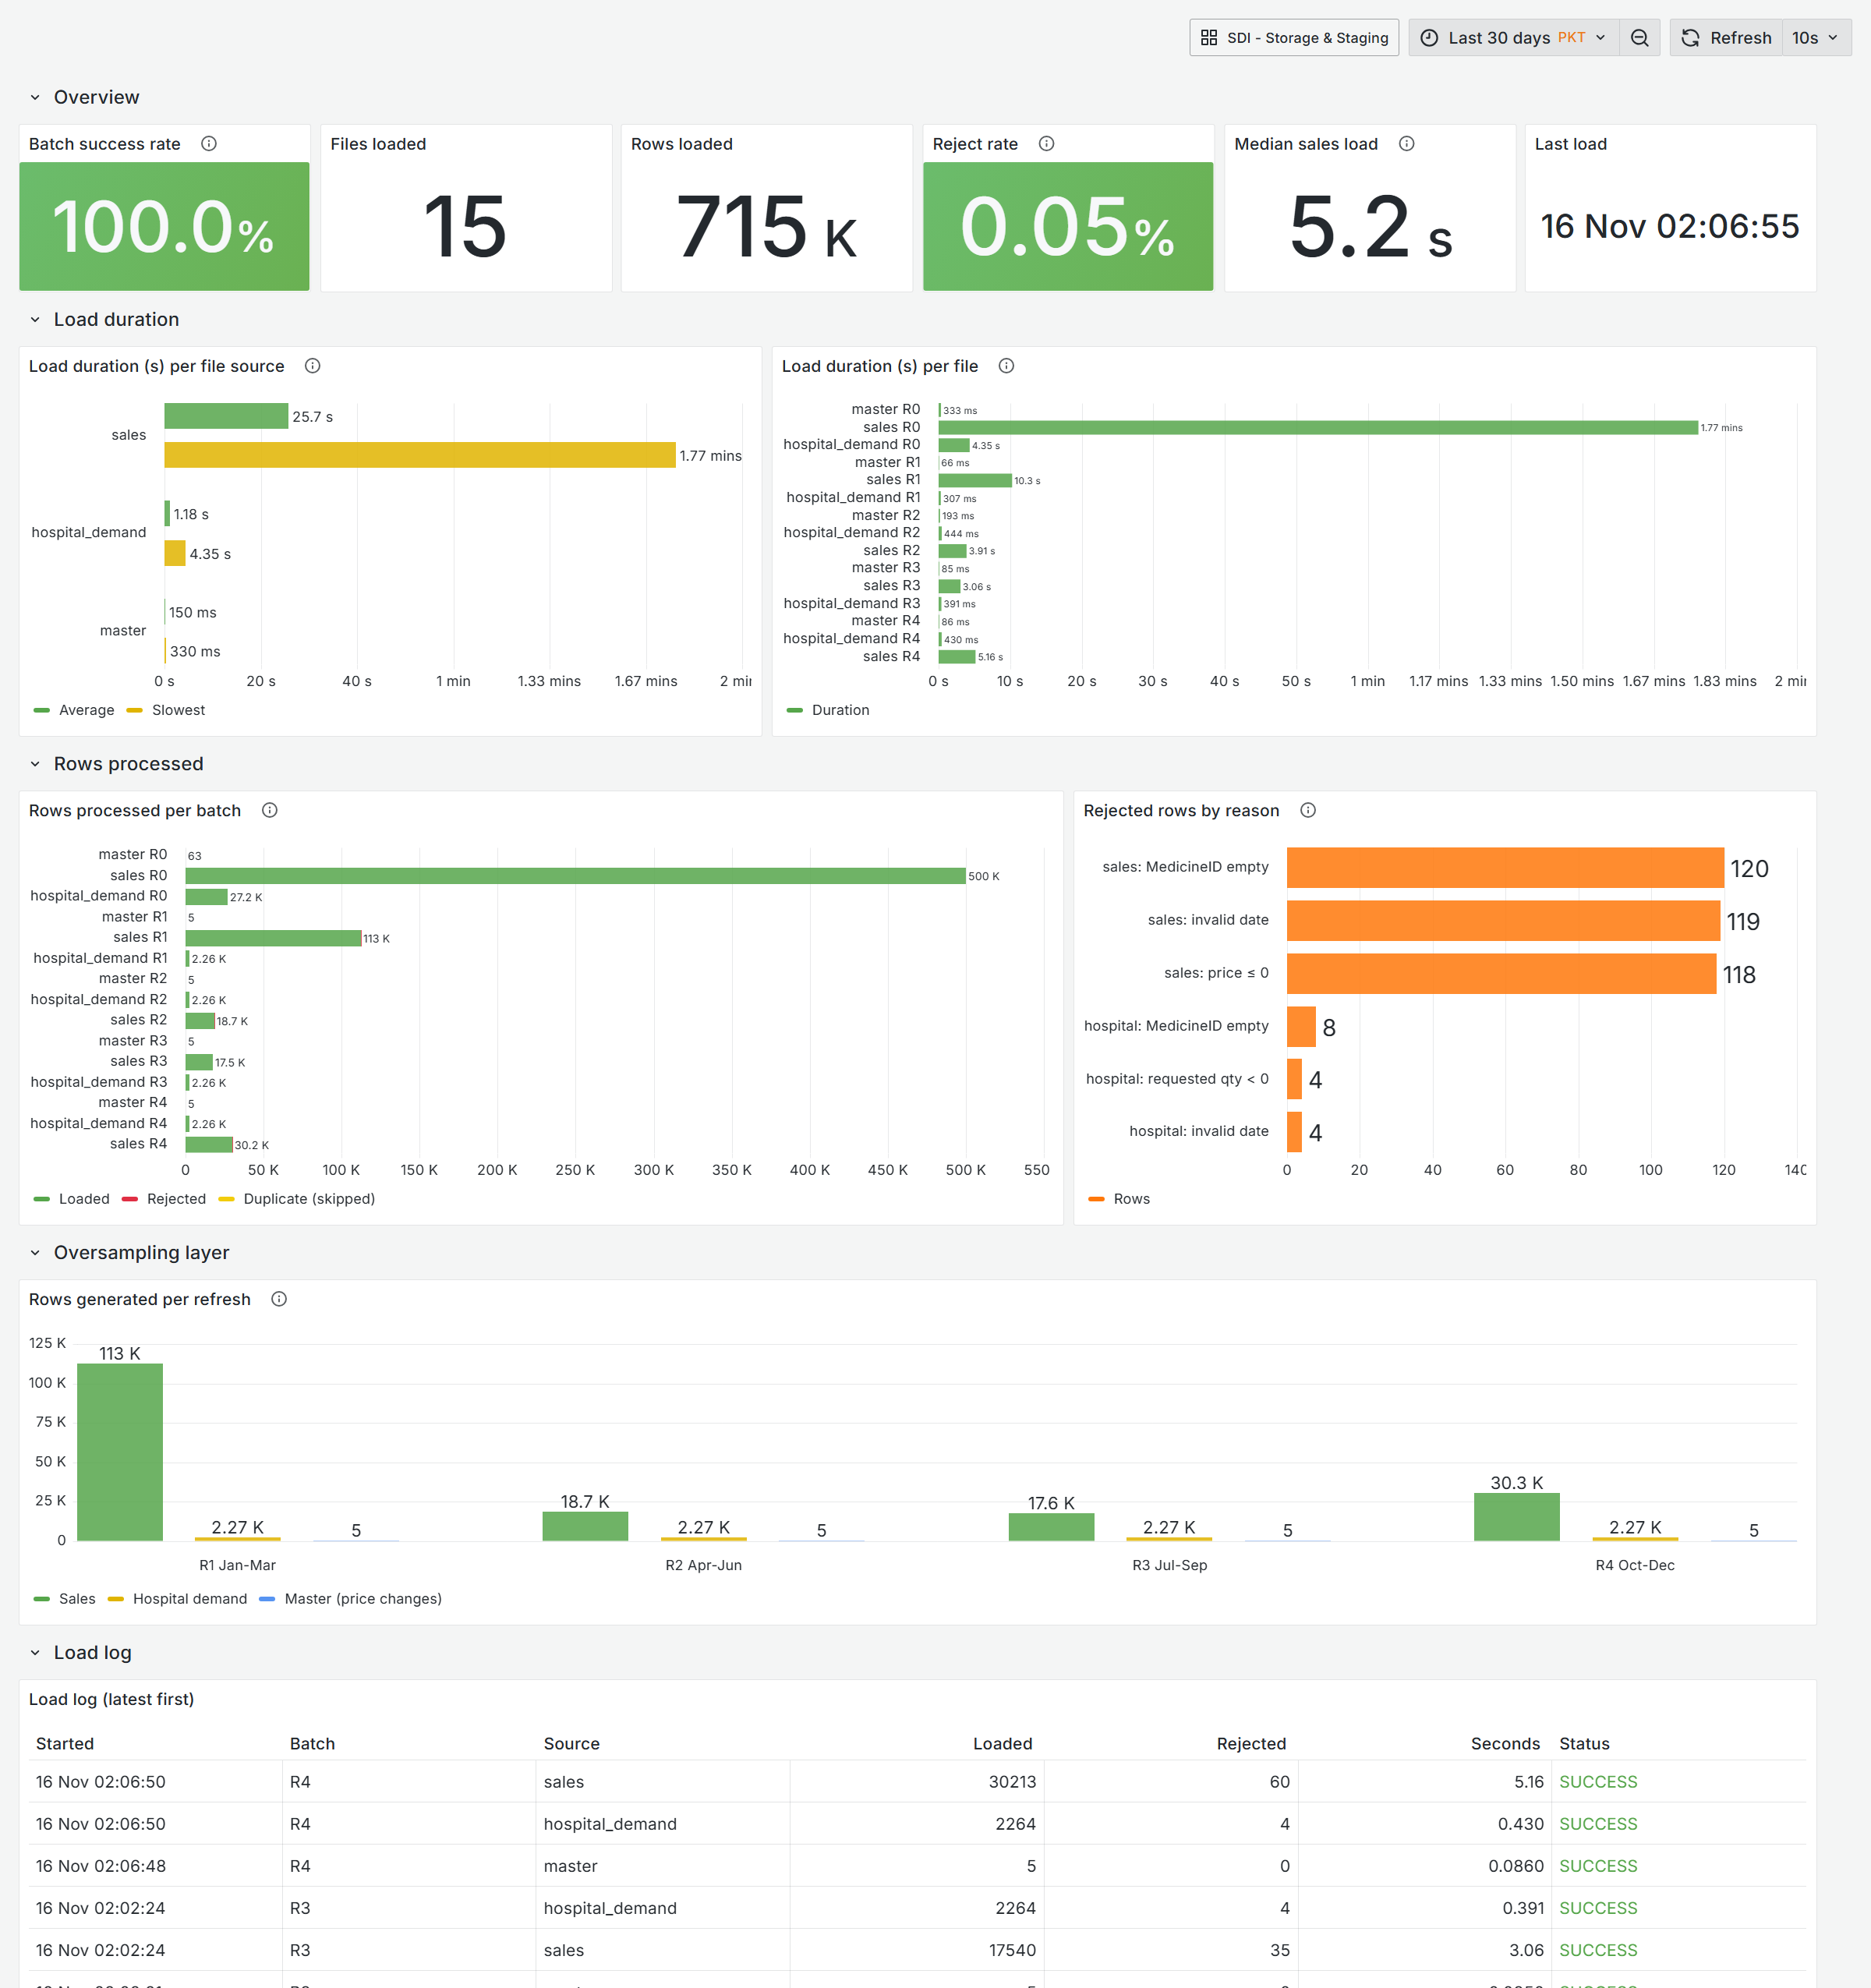 SDI - Storage & Staging Last 30 days PKT Refresh 10s
Overview
Batch success rate
100.0%
Files loaded
15
Rows loaded
715 K
Reject rate
0.05%
Median sales load
5.2 s
Last load
16 Nov 02:06:55
Load duration
Load duration (s) per file source
sales 25.7 s
1.77 mins
hospital_demand 1.18 s
4.35 s
master 150 ms
330 ms
0 s 20 s 40 s 1 min 1.33 mins 1.67 mins
Average Slowest
Load duration (s) per file
master R0 333 ms
sales R0 1.77 mins
hospital_demand R0 4.35 s
master R1 66 ms
sales R1 10.3 s
hospital_demand R1 307 ms
master R2 193 ms
hospital_demand R2 444 ms
sales R2 3.91 s
master R3 85 ms
sales R3 3.06 s
hospital_demand R3 391 ms
master R4 86 ms
hospital_demand R4 430 ms
sales R4 5.16 s
0 s 10 s 20 s 30 s 40 s 50 s 1 min 1.17 mins 1.33 mins 1.50 mins 1.67 mins 1.83 mins
Duration
Rows processed
Rows processed per batch
master R0 63
sales R0 500 K
hospital_demand R0 27.2 K
master R1 5
sales R1 113 K
hospital_demand R1 2.26 K
master R2 5
hospital_demand R2 2.26 K
sales R2 18.7 K
master R3 5
sales R3 17.5 K
hospital_demand R3 2.26 K
master R4 5
hospital_demand R4 2.26 K
sales R4 30.2 K
0 50 K 100 K 150 K 200 K 250 K 300 K 350 K 400 K 450 K 500 K 550
Loaded Rejected Duplicate (skipped)
Rejected rows by reason
sales: MedicineID empty 120
sales: invalid date 119
sales: price ≤ 0 118
hospital: MedicineID empty 8
hospital: requested qty < 0 4
hospital: invalid date 4
0 20 40 60 80 100 120
Rows
Oversampling layer
Rows generated per refresh
125 K
100 K
75 K
50 K
25 K
0
113 K 2.27 K 5 18.7 K 2.27 K 5 17.6 K 2.27 K 5 30.3 K 2.27 K 5
R1 Jan-Mar R2 Apr-Jun R3 Jul-Sep R4 Oct-Dec
Sales Hospital demand Master (price changes)
Load log
Load log (latest first)
Started Batch Source Loaded Rejected Seconds Status
16 Nov 02:06:50 R4 sales 30213 60 5.16 SUCCESS
16 Nov 02:06:50 R4 hospital_demand 2264 4 0.430 SUCCESS
16 Nov 02:06:48 R4 master 5 0 0.0860 SUCCESS
16 Nov 02:02:24 R3 hospital_demand 2264 4 0.391 SUCCESS
16 Nov 02:02:24 R3 sales 17540 35 3.06 SUCCESS